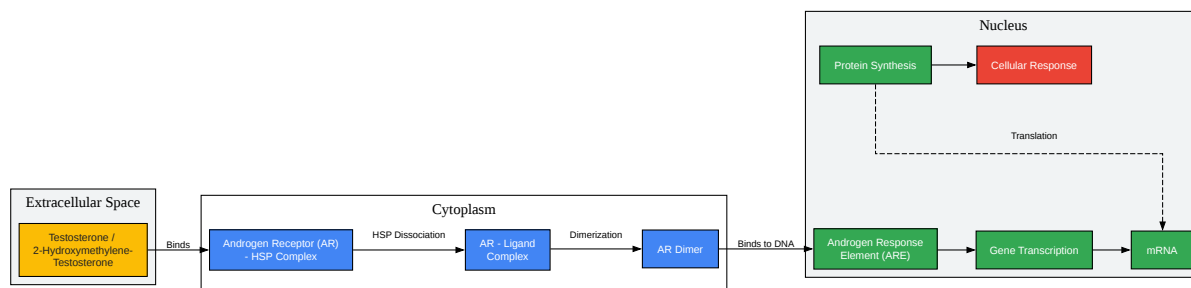 Extracellular Space
Testosterone /
2-Hydroxymethylene-
Testosterone
Binds
Cytoplasm
Androgen Receptor (AR)
- HSP Complex
HSP Dissociation
AR - Ligand
Complex
Dimerization
AR Dimer
Binds to DNA
Nucleus
Protein Synthesis
Cellular Response
Translation
Androgen Response
Element (ARE)
Gene Transcription
mRNA